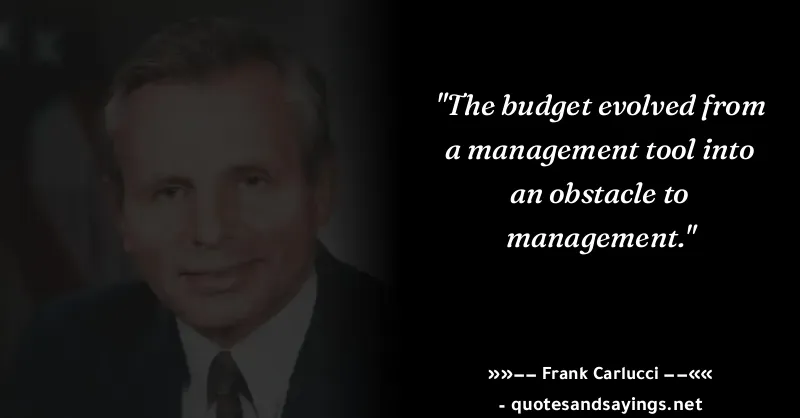 "The budget evolved from
a management tool into
an obstacle to
management."
»»−− Frank Carlucci −−««
- quotesandsayings.net